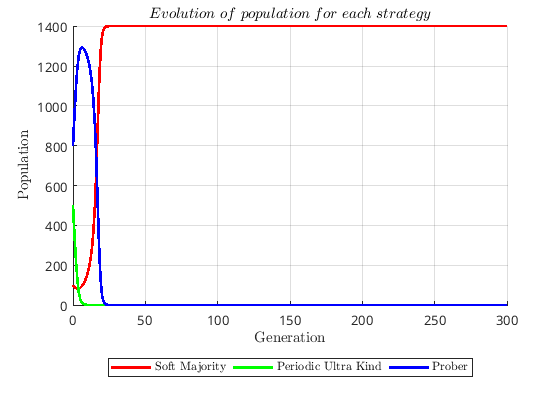 Evolution of population for each strategy
1400
1200
1000
800
600
400
200
0
Population
0 50 100 150 200 250 300
Generation
Soft Majority Periodic Ultra Kind Prober